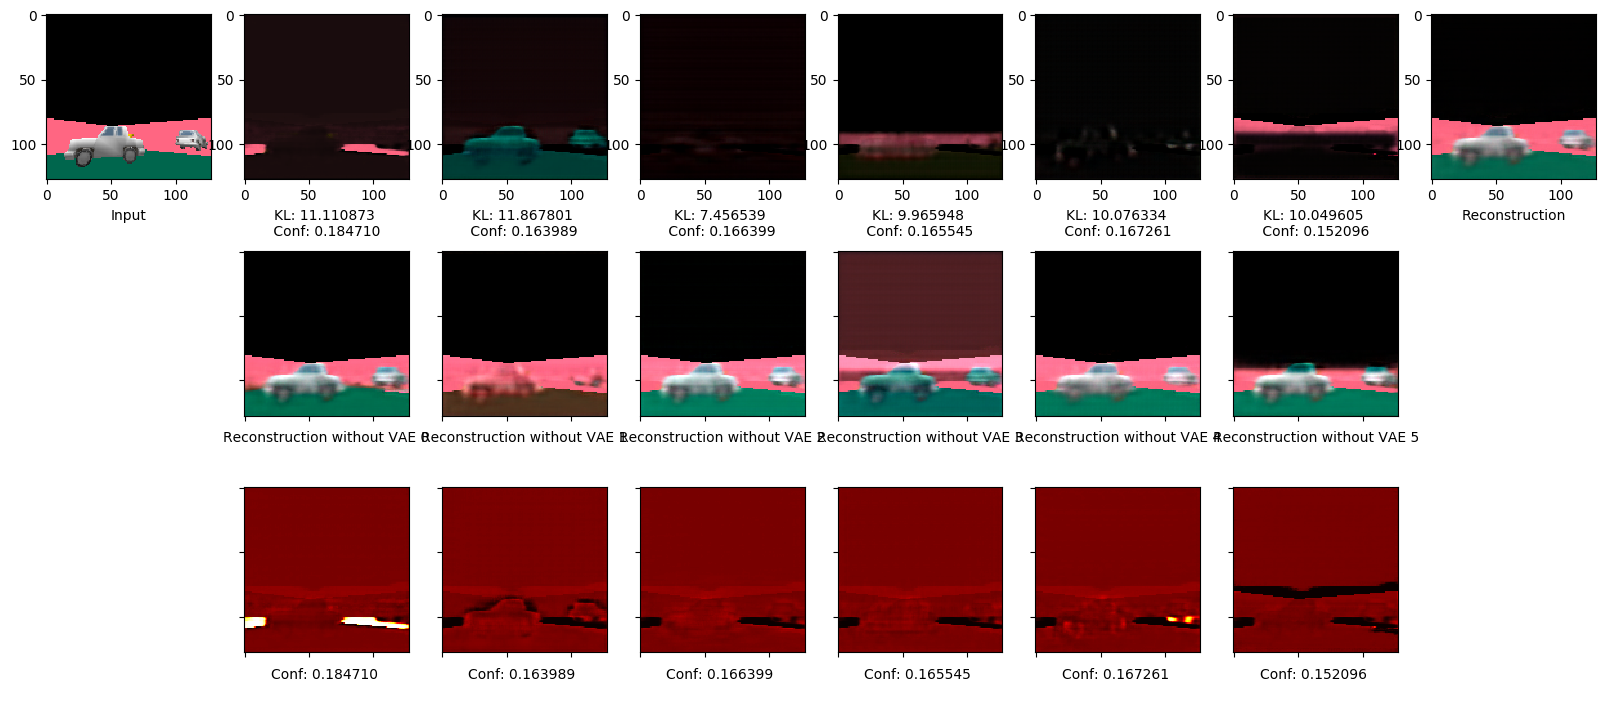 0
0
0
0
0
0
0
0
50
50
50
50
50
50
50
50
100
100
100
100
100
100
100
100
0 50 100
0 50 100
0 50 100
0 50 100
0 50 100
0 50 100
0 50 100
0 50 100
Input
KL: 11.110873
Conf: 0.184710
KL: 11.867801
Conf: 0.163989
KL: 7.456539
Conf: 0.166399
KL: 9.965948
Conf: 0.165545
KL: 10.076334
Conf: 0.167261
KL: 10.049605
Conf: 0.152096
Reconstruction
Reconstruction without VAE 0
Reconstruction without VAE 1
Reconstruction without VAE 2
Reconstruction without VAE 3
Reconstruction without VAE 4
Reconstruction without VAE 5
Conf: 0.184710
Conf: 0.163989
Conf: 0.166399
Conf: 0.165545
Conf: 0.167261
Conf: 0.152096